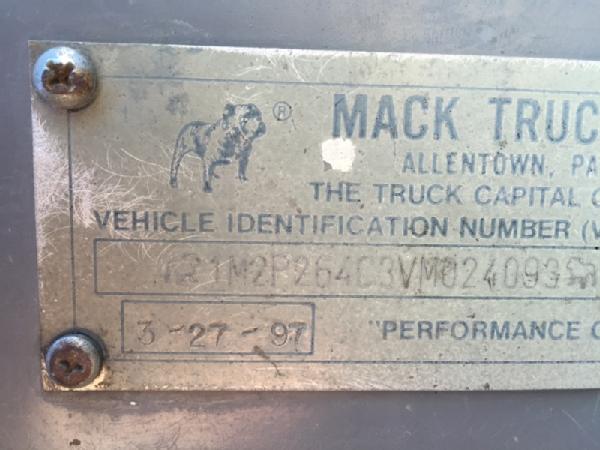 ®
MACK TRUC
ALLENTOWN, PA
THE TRUCK CAPITAL O
VEHICLE IDENTIFICATION NUMBER (V
1M2P264C3VM024093
3-27-97
"PERFORMANCE C